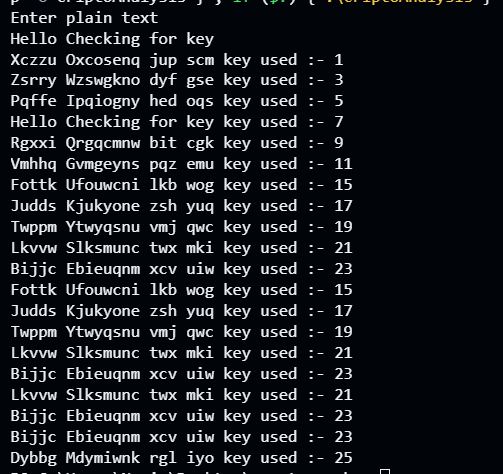 Enter plain text
Hello Checking for key
Xczzu Oxcosenq jup scm key used :- 1
Zsrry Wzswgkno dyf gse key used :- 3
Pqffe Ipqiogny hed oqs key used :- 5
Hello Checking for key key used :- 7
Rgxxi Qrgqcmnw bit cgk key used :- 9
Vmhhq Gvmgeyns pqz emu key used :- 11
Fottk Ufouwcni lkb wog key used :- 15
Judds Kjukyone zsh yuq key used :- 17
Twppm Ytwyqsnu vmj qwc key used :- 19
Lkvvw Slksmunc twx mki key used :- 21
Bijjc Ebieuqnm xcv uiw key used :- 23
Fottk Ufouwcni lkb wog key used :- 15
Judds Kjukyone zsh yuq key used :- 17
Twppm Ytwyqsnu vmj qwc key used :- 19
Lkvvw Slksmunc twx mki key used :- 21
Bijjc Ebieuqnm xcv uiw key used :- 23
Lkvvw Slksmunc twx mki key used :- 21
Bijjc Ebieuqnm xcv uiw key used :- 23
Bijjc Ebieuqnm xcv uiw key used :- 23
Dybbg Mdymiwnk rgl iyo key used :- 25